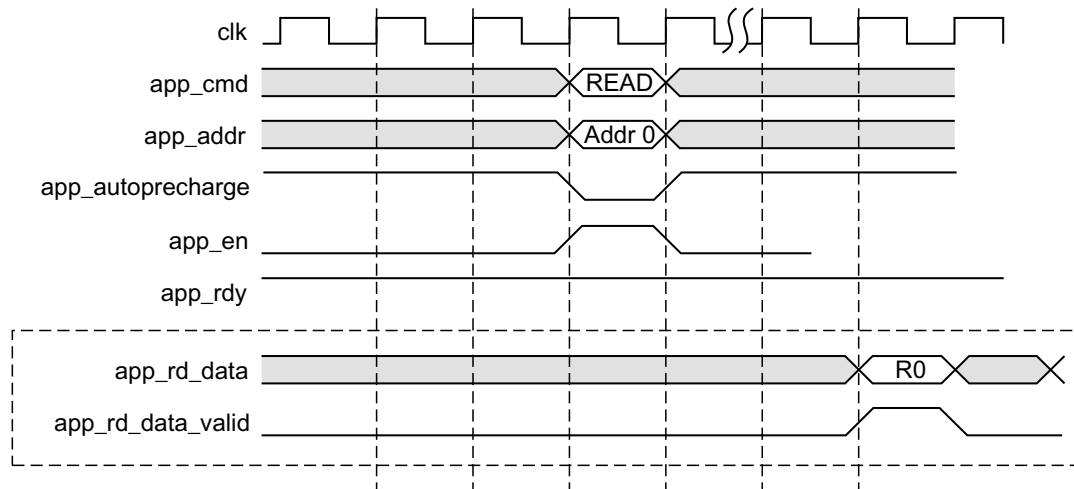 clk
app_cmd READ
app_addr Addr 0
app_autoprecharge
app_en
app_rdy
app_rd_data R0
app_rd_data_valid